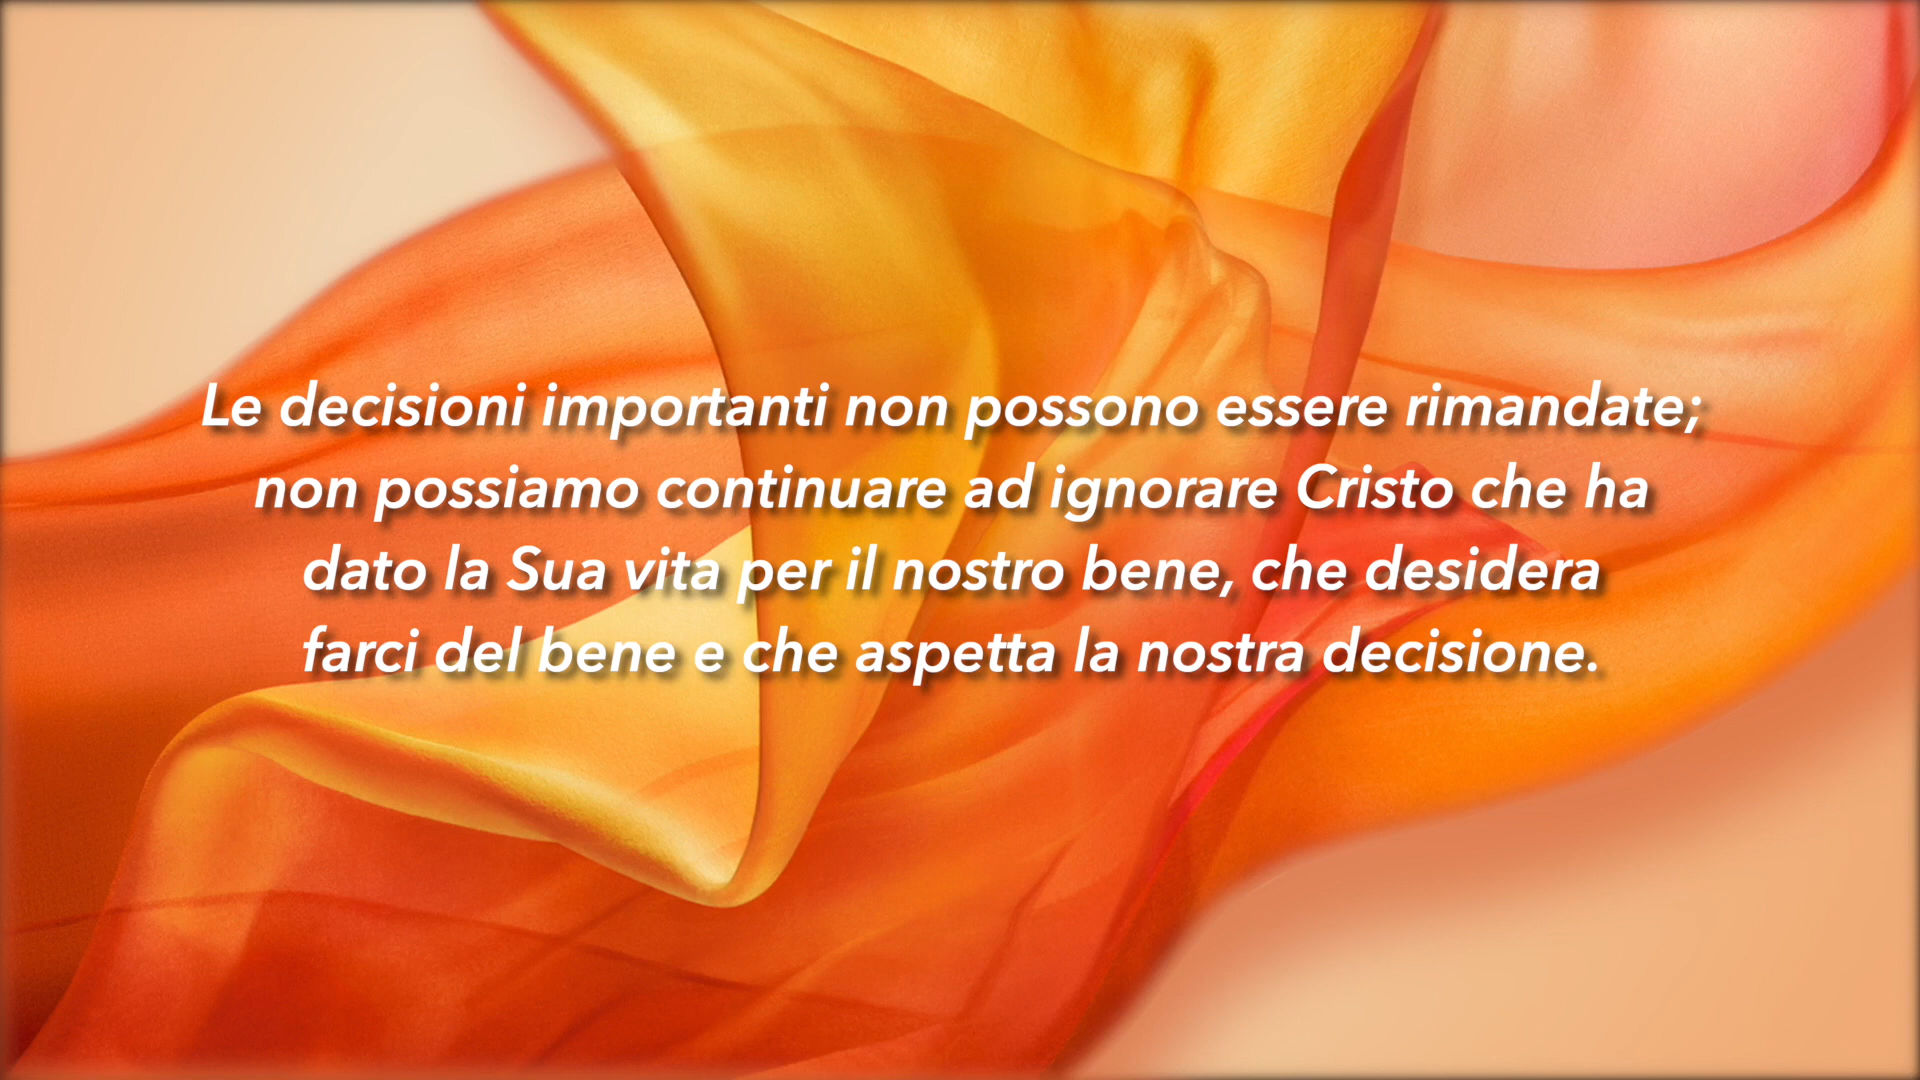 Le decisioni importanti non possono essere rimandate;
non possiamo continuare ad ignorare Cristo che ha
dato la Sua vita per il nostro bene, che desidera
farci del bene e che aspetta la nostra decisione.